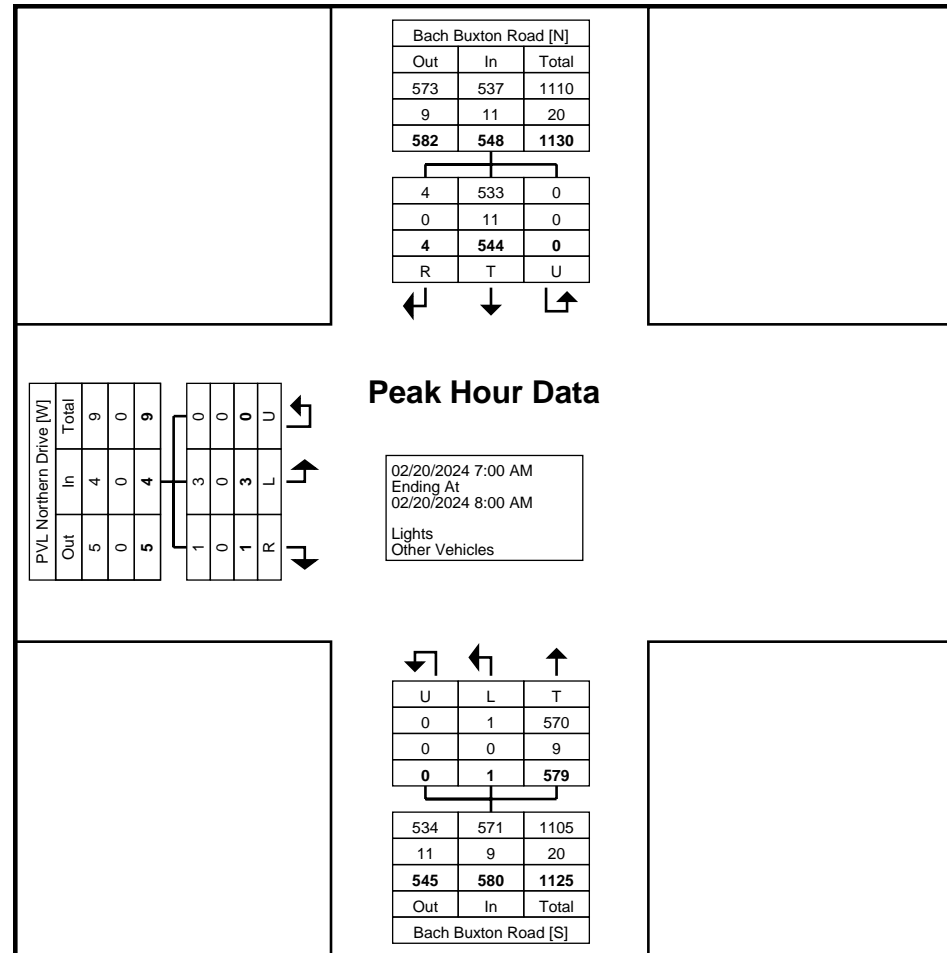 Bach Buxton Road [N]
Out In Total
573 537 1110
9 11 20
582 548 1130
4 533 0
0 11 0
4 544 0
R T U
Peak Hour Data
PVL Northern Drive [W]
Out In Total
5 4 9
0 0 0
5 4 9
1 3 0
0 0 0
1 3 0
R L U
02/20/2024 7:00 AM
Ending At
02/20/2024 8:00 AM
Lights
Other Vehicles
U L T
0 1 570
0 0 9
0 1 579
534 571 1105
11 9 20
545 580 1125
Out In Total
Bach Buxton Road [S]